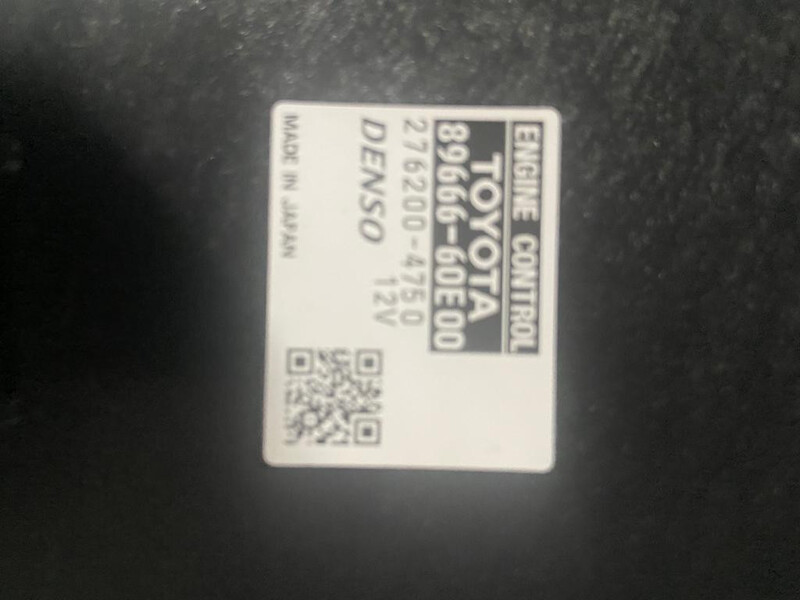 ENGINE CONTROL
TOYOTA
89666-60E00
276200-4750
12V
DENSO
MADE IN JAPAN